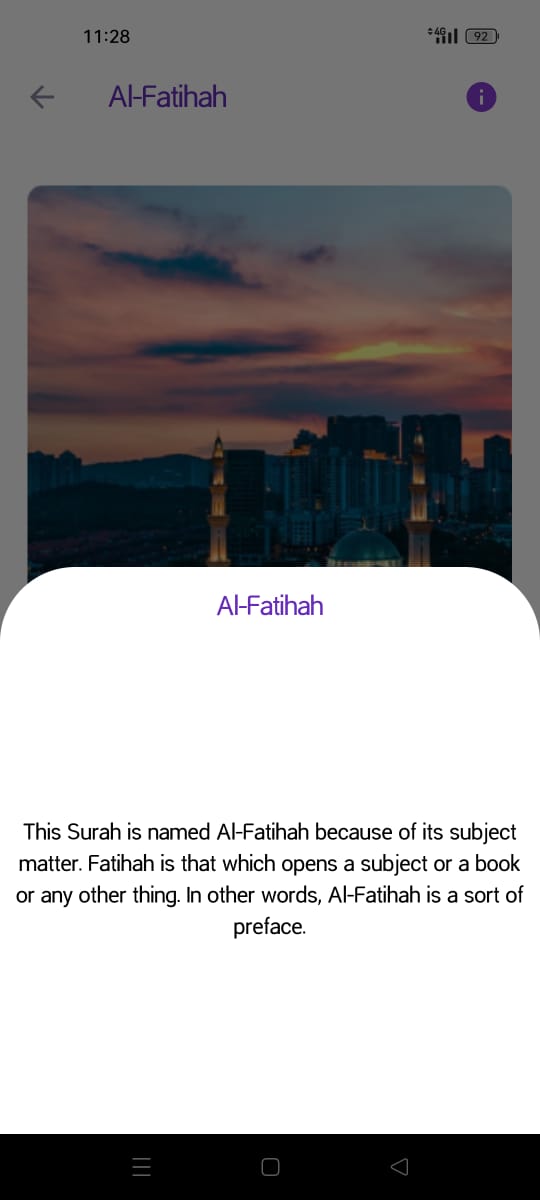 11:28
4G
92
Al-Fatihah
i
Al-Fatihah
This Surah is named Al-Fatihah because of its subject
matter. Fatihah is that which opens a subject or a book
or any other thing. In other words, Al-Fatihah is a sort of
preface.